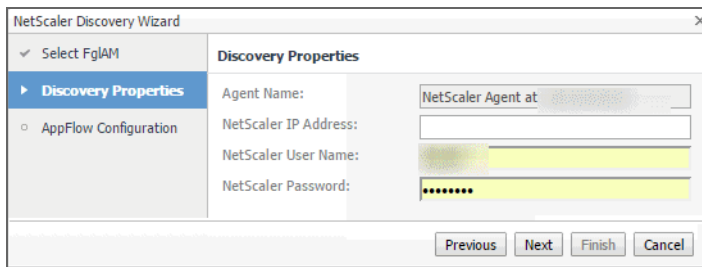 NetScaler Discovery Wizard
Select FglAM
Discovery Properties
AppFlow Configuration
Discovery Properties
Agent Name: NetScaler Agent at
NetScaler IP Address:
NetScaler User Name:
NetScaler Password: ••••••••
Previous Next Finish Cancel